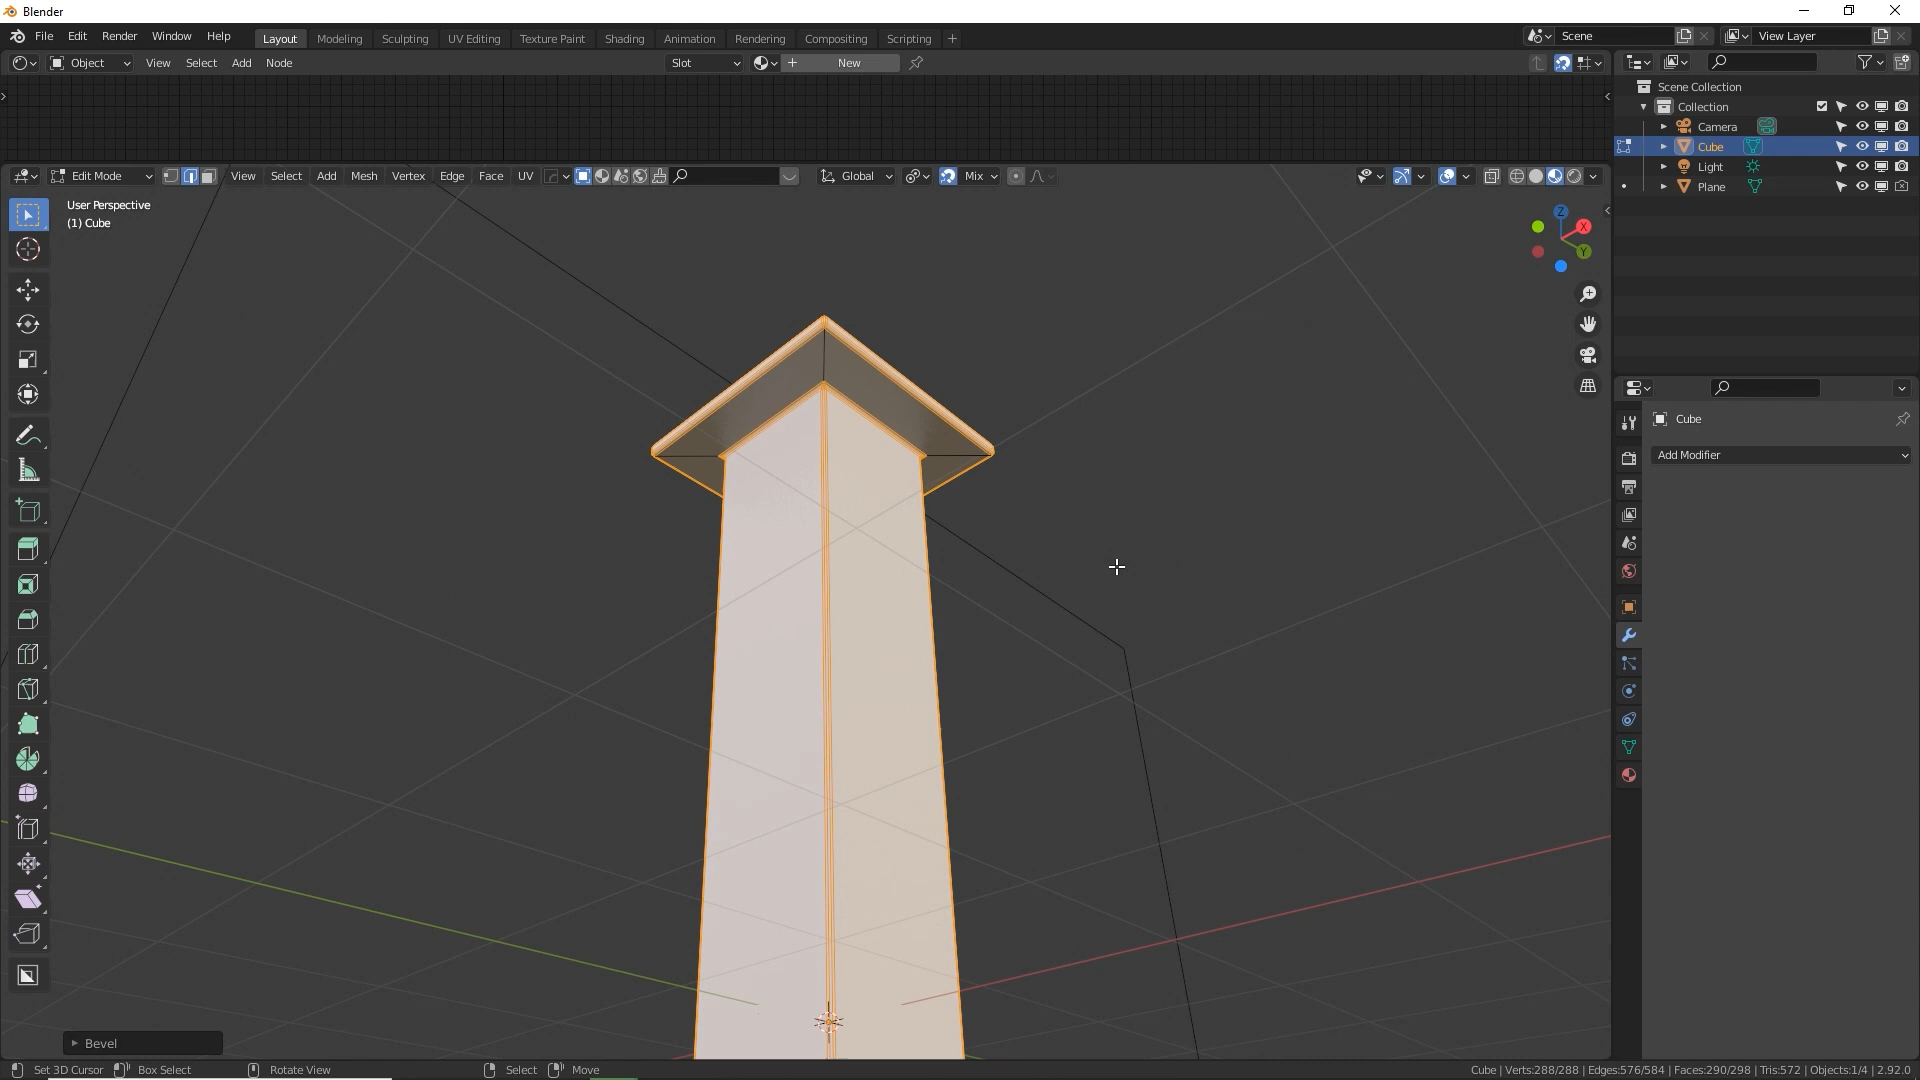 Blender
File Edit Render Window Help Layout Modeling Sculpting UV Editing Texture Paint Shading Animation Rendering Compositing Scripting + Scene View Layer
Object View Select Add Node Slot New
Scene Collection
Collection
Camera
Cube
Light
Plane
Edit Mode View Select Add Mesh Vertex Edge Face UV Global Mix
User Perspective
(1) Cube
Z
X
Y
Cube
Add Modifier
Bevel
Set 3D Cursor Box Select Rotate View Select Move Cube | Verts:288/288 | Edges:576/584 | Faces:290/298 | Tris:572 | Objects:1/4 | 2.92.0